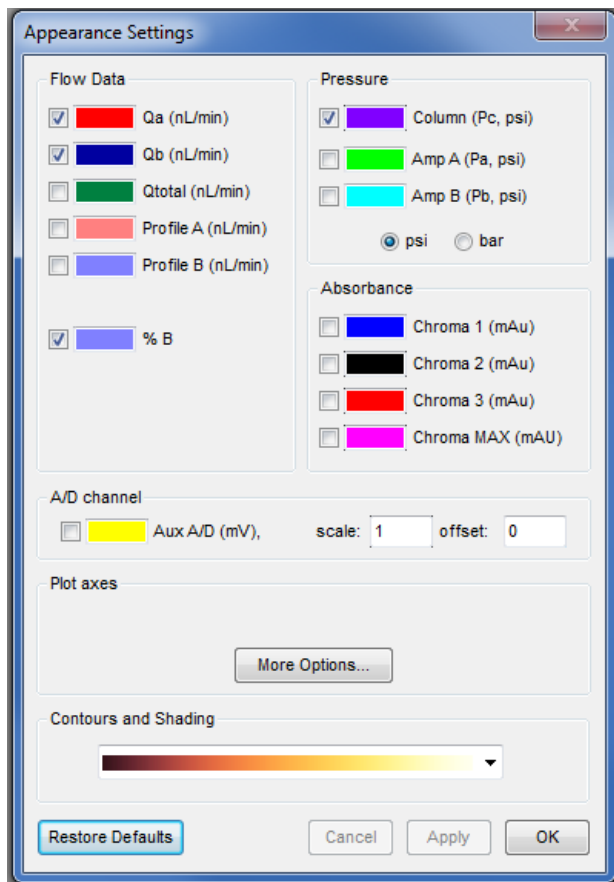 Appearance Settings
Flow Data
Qa (nL/min)
Qb (nL/min)
Qtotal (nL/min)
Profile A (nL/min)
Profile B (nL/min)
% B
Pressure
Column (Pc, psi)
Amp A (Pa, psi)
Amp B (Pb, psi)
psi bar
Absorbance
Chroma 1 (mAu)
Chroma 2 (mAu)
Chroma 3 (mAu)
Chroma MAX (mAU)
A/D channel
Aux A/D (mV), scale: 1 offset: 0
Plot axes
More Options...
Contours and Shading
Restore Defaults Cancel Apply OK